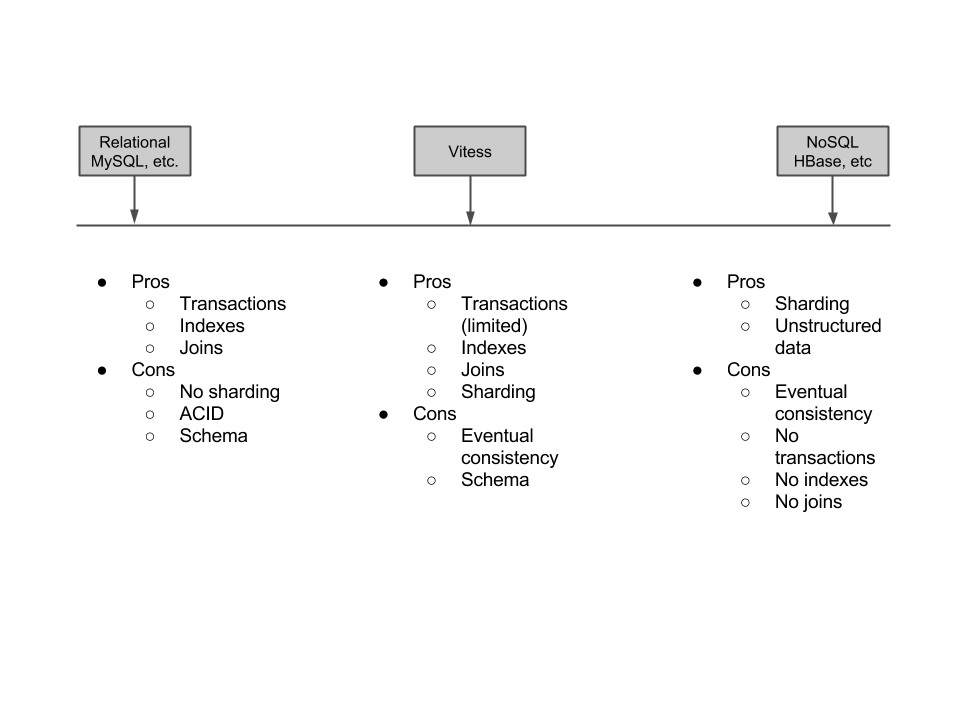 Relational
MySQL, etc.
Vitess
NoSQL
HBase, etc
● Pros
○ Transactions
○ Indexes
○ Joins
● Cons
○ No sharding
○ ACID
○ Schema
● Pros
○ Transactions
(limited)
○ Indexes
○ Joins
○ Sharding
● Cons
○ Eventual
consistency
○ Schema
● Pros
○ Sharding
○ Unstructured
data
● Cons
○ Eventual
consistency
○ No
transactions
○ No indexes
○ No joins